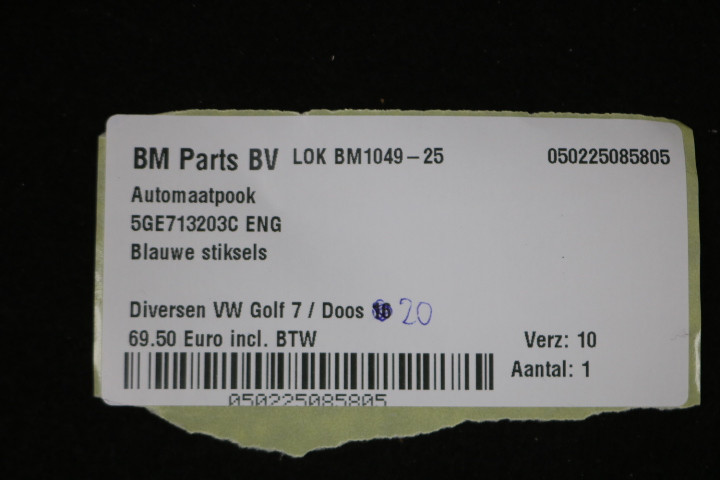 BM Parts BV LOK BM1049-25 050225085805
Automaatpook
5GE713203C ENG
Blauwe stiksels
Diversen VW Golf 7 / Doos 20
69.50 Euro incl. BTW Verz: 10
Aantal: 1
050225085805